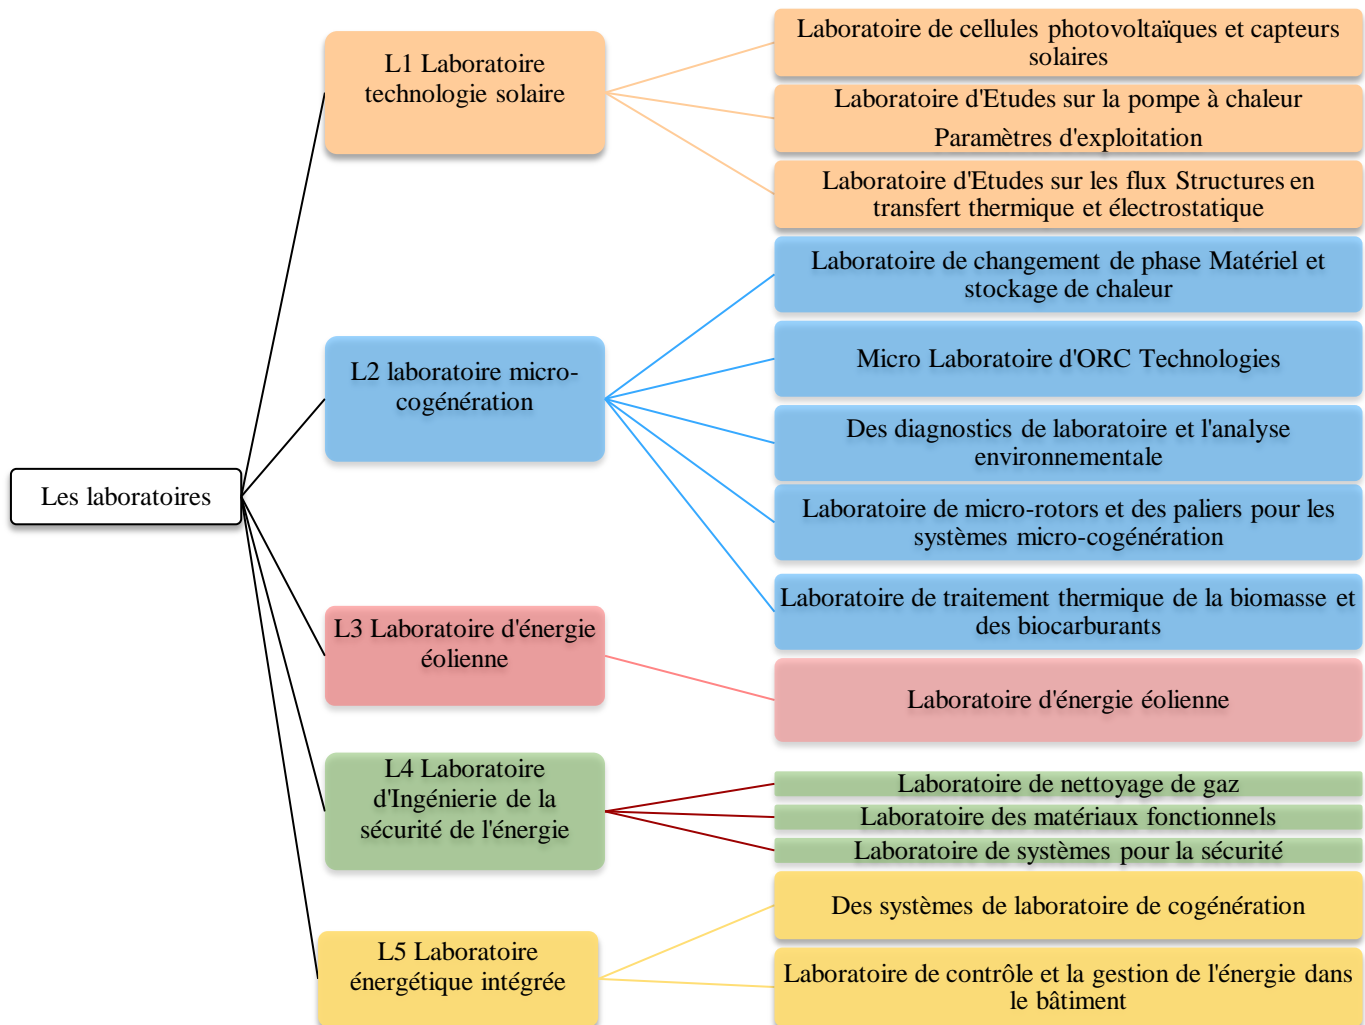 Les laboratoires
L1 Laboratoire
technologie solaire
Laboratoire de cellules photovoltaïques et capteurs
solaires
Laboratoire d'Etudes sur la pompe à chaleur
Paramètres d'exploitation
Laboratoire d'Etudes sur les flux Structures en
transfert thermique et électrostatique
L2 laboratoire micro-
cogénération
Laboratoire de changement de phase Matériel et
stockage de chaleur
Micro Laboratoire d'ORC Technologies
Des diagnostics de laboratoire et l'analyse
environnementale
Laboratoire de micro-rotors et des paliers pour les
systèmes micro-cogénération
Laboratoire de traitement thermique de la biomasse et
des biocarburants
L3 Laboratoire d'énergie
éolienne
Laboratoire d'énergie éolienne
L4 Laboratoire
d'Ingénierie de la
sécurité de l'énergie
Laboratoire de nettoyage de gaz
Laboratoire des matériaux fonctionnels
Laboratoire de systèmes pour la sécurité
L5 Laboratoire
énergétique intégrée
Des systèmes de laboratoire de cogénération
Laboratoire de contrôle et la gestion de l'énergie dans
le bâtiment